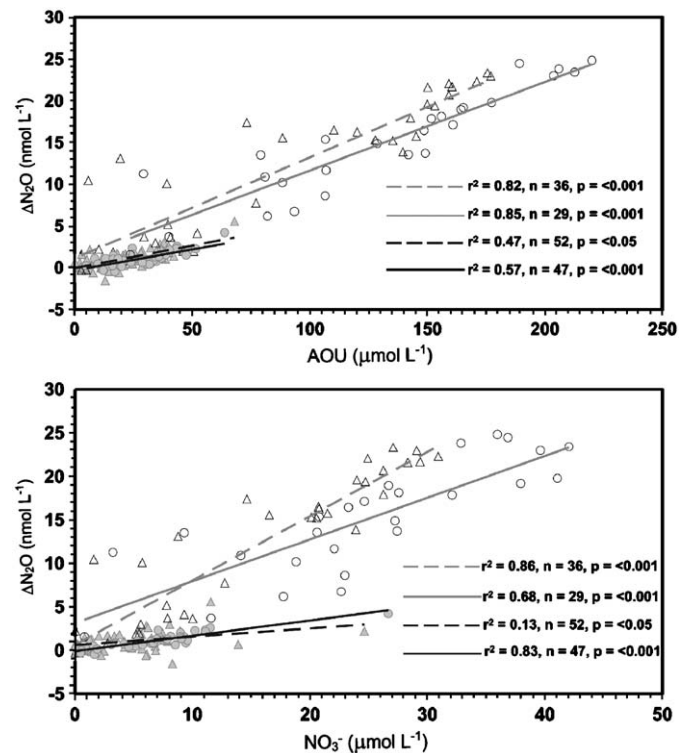 30
25
20
15
10
5
0
-5
ΔN₂O (nmol L⁻¹)
r² = 0.82, n = 36, p = <0.001
r² = 0.85, n = 29, p = <0.001
r² = 0.47, n = 52, p = <0.05
r² = 0.57, n = 47, p = <0.001
0 50 100 150 200 250
AOU (μmol L⁻¹)
30
25
20
15
10
5
0
-5
ΔN₂O (nmol L⁻¹)
r² = 0.86, n = 36, p = <0.001
r² = 0.68, n = 29, p = <0.001
r² = 0.13, n = 52, p = <0.05
r² = 0.83, n = 47, p = <0.001
0 10 20 30 40 50
NO₃⁻ (μmol L⁻¹)